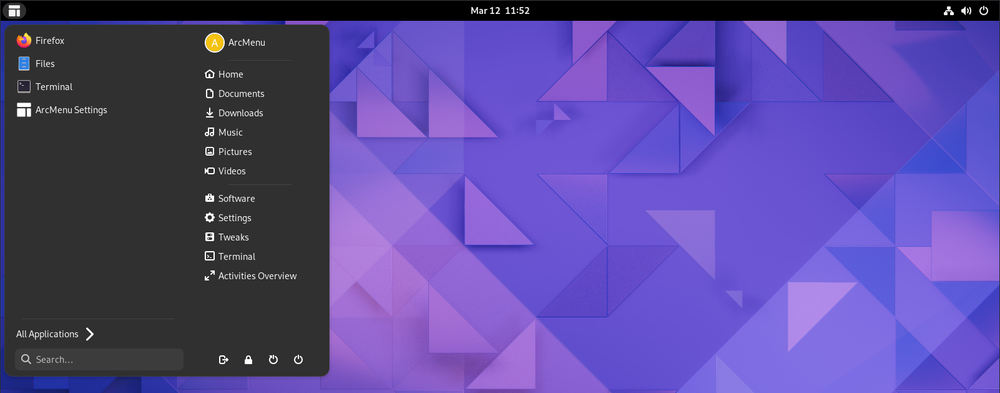 Mar 12 11:52
Firefox
Files
Terminal
ArcMenu Settings
All Applications
Search...
A
ArcMenu
Home
Documents
Downloads
Music
Pictures
Videos
Software
Settings
Tweaks
Terminal
Activities Overview